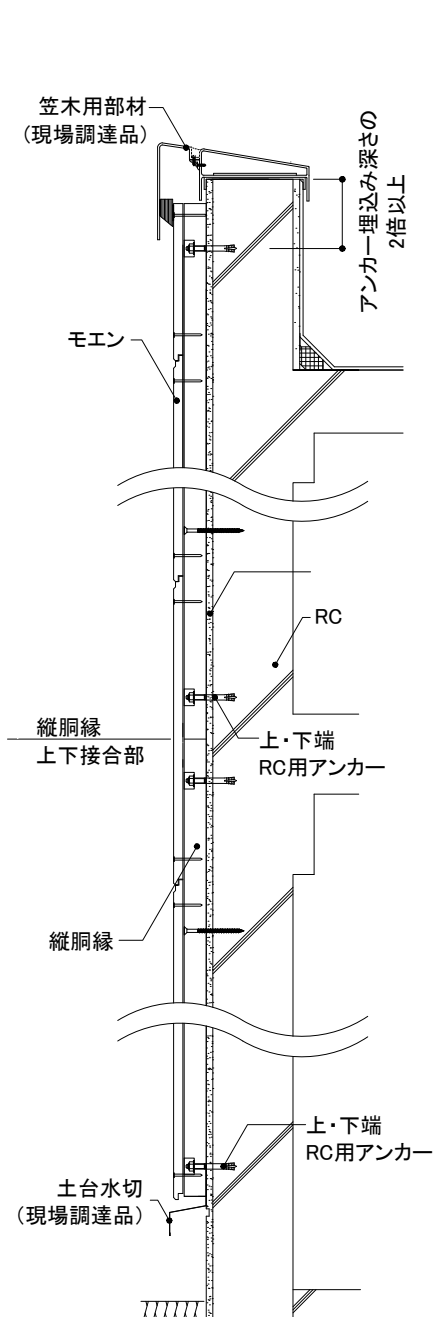 笠木用部材
(現場調達品)
アンカー埋込み深さの
2倍以上
モエン
RC
縦胴縁
上下接合部
上・下端
RC用アンカー
縦胴縁
上・下端
RC用アンカー
土台水切
(現場調達品)